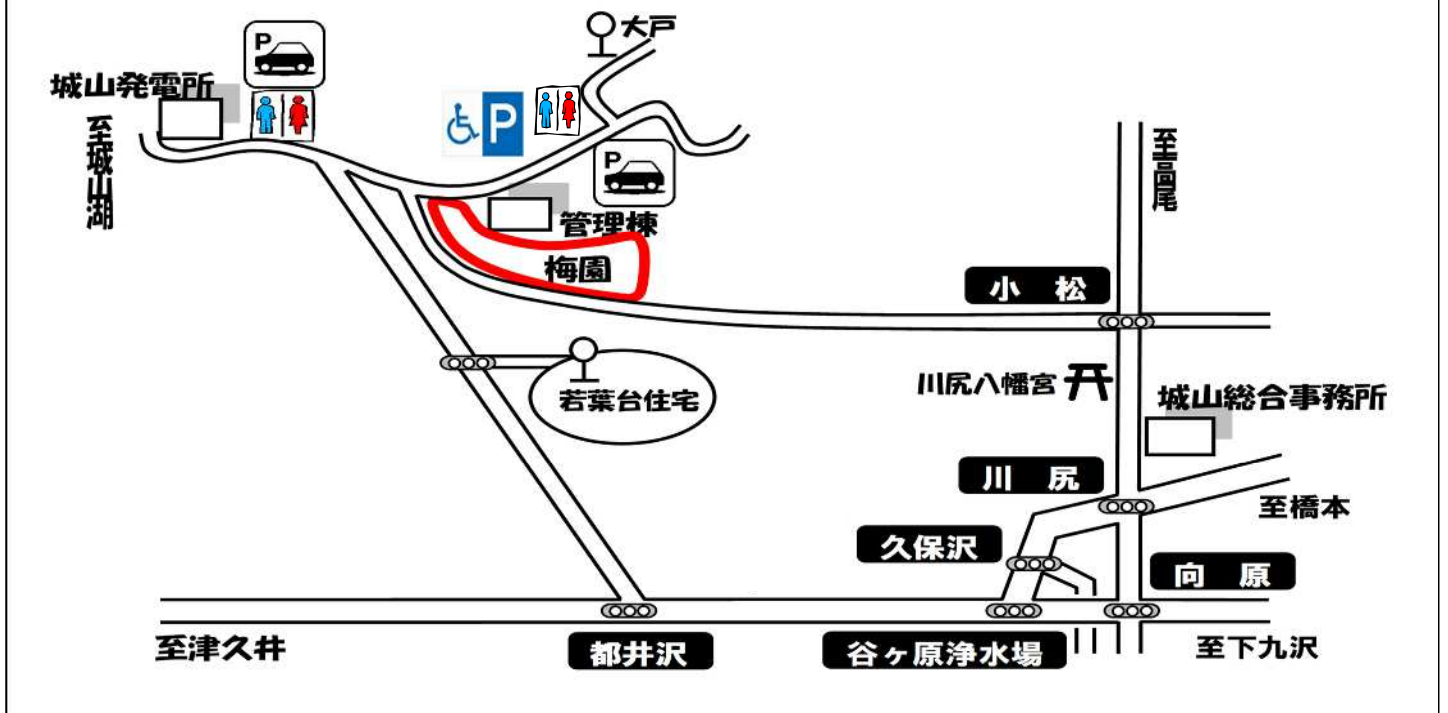 大戸
P
城山発電所
至城山湖
P
P
管理棟
梅園
至高尾
小 松
若葉台住宅
川尻八幡宮
城山総合事務所
川 尻
至橋本
久保沢
向 原
至津久井
都井沢
谷ヶ原浄水場
至下九沢